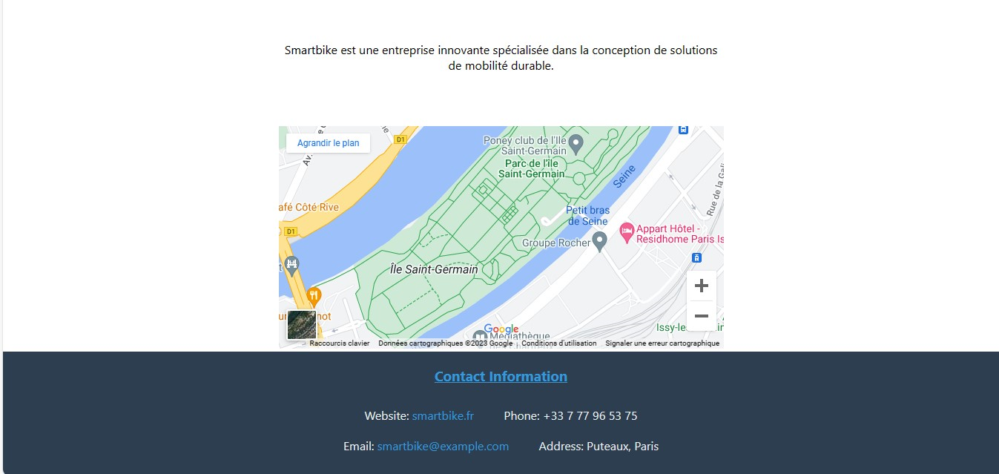 Smartbike est une entreprise innovante spécialisée dans la conception de solutions
de mobilité durable.
Agrandir le plan
D1
Poney club de l'Ile
Saint-Germain
Parc de l'île
Saint-Germain
Seine
Rue de la Gali
afé Côté Rive
Petit bras
de Seine
D1
Appart Hôtel -
Residhome Paris Is
Groupe Rocher
Île Saint-Germain
Google
Médiathèque
Raccourcis clavier Données cartographiques ©2023 Google Conditions d'utilisation Signaler une erreur cartographique
Contact Information
Website: smartbike.fr Phone: +33 7 77 96 53 75
Email: smartbike@example.com Address: Puteaux, Paris